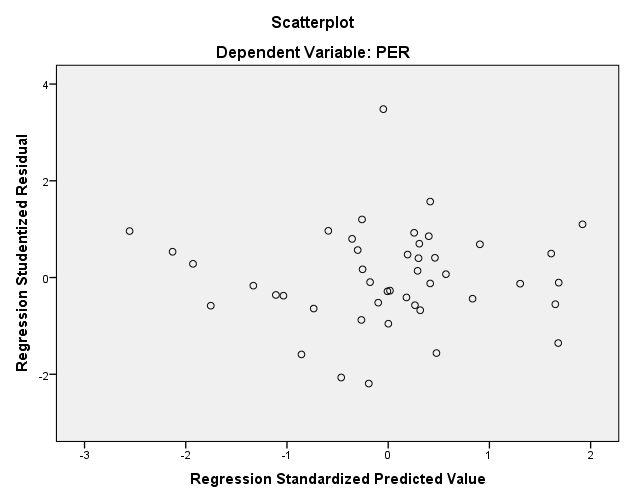 Scatterplot
Dependent Variable: PER
Regression Studentized Residual
4
2
0
-2
-3 -2 -1 0 1 2
Regression Standardized Predicted Value